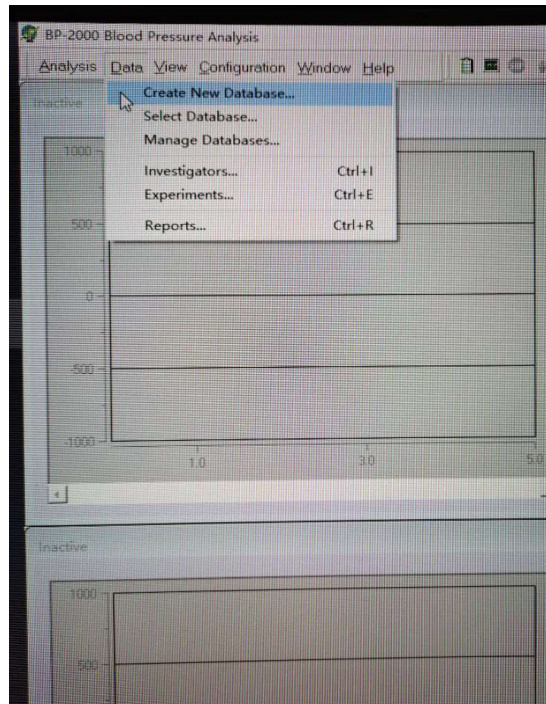 BP-2000 Blood Pressure Analysis
Analysis Data View Configuration Window Help
Inactive
Create New Database...
Select Database...
Manage Databases...
Investigators... Ctrl+I
Experiments... Ctrl+E
Reports... Ctrl+R
1000
500
0
-500
-1000
1.0 3.0 5.0
Inactive
1000
500